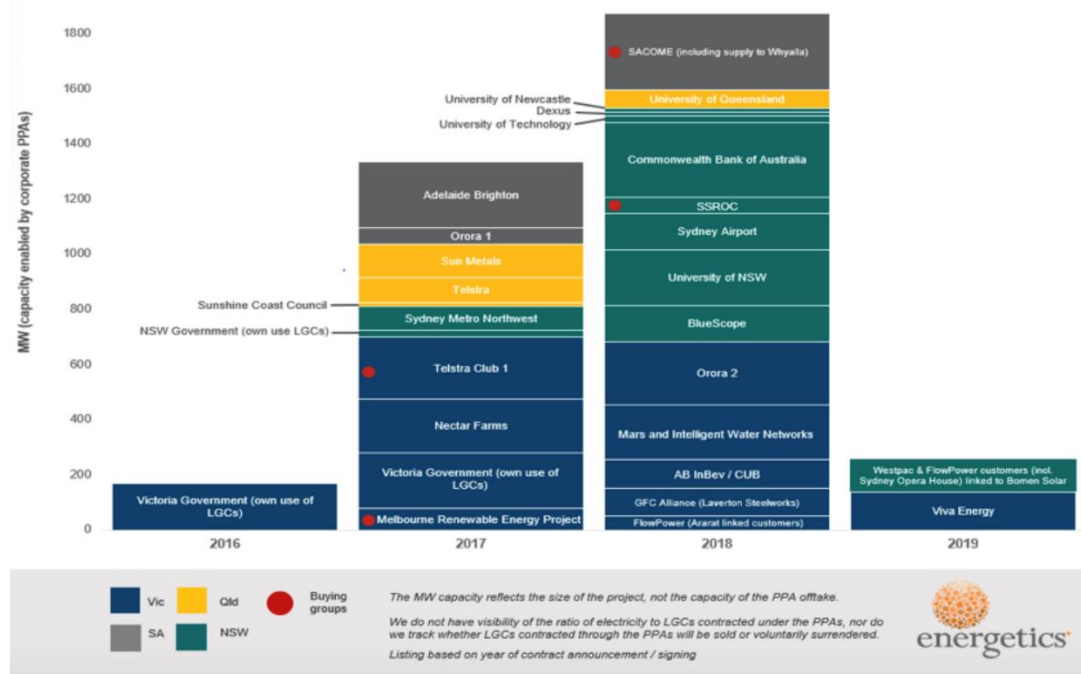 MW (capacity enabled by corporate PPAs)
1800
1600
1400
1200
1000
800
600
400
200
0
Victoria Government (own use of
LGCs)
2016
Adelaide Brighton
Orora 1
Sun Metals
Telstra
Sunshine Coast Council
Sydney Metro Northwest
NSW Government (own use LGCs)
Telstra Club 1
Nectar Farms
Victoria Government (own use of
LGCs)
Melbourne Renewable Energy Project
2017
SACOME (including supply to Whyalla)
University of Queensland
University of Newcastle
Dexus
University of Technology
Commonwealth Bank of Australia
SSROC
Sydney Airport
University of NSW
BlueScope
Orora 2
Mars and Intelligent Water Networks
AB InBev / CUB
GFC Alliance (Laverton Steelworks)
FlowPower (Ararat linked customers)
2018
Westpac & FlowPower customers (incl.
Sydney Opera House) linked to Bomen Solar
Viva Energy
2019
Vic
Qld
SA
NSW
Buying
groups
The MW capacity reflects the size of the project, not the capacity of the PPA offtake.
We do not have visibility of the ratio of electricity to LGCs contracted under the PPAs, nor do
we track whether LGCs contracted through the PPAs will be sold or voluntarily surrendered.
Listing based on year of contract announcement / signing
energetics